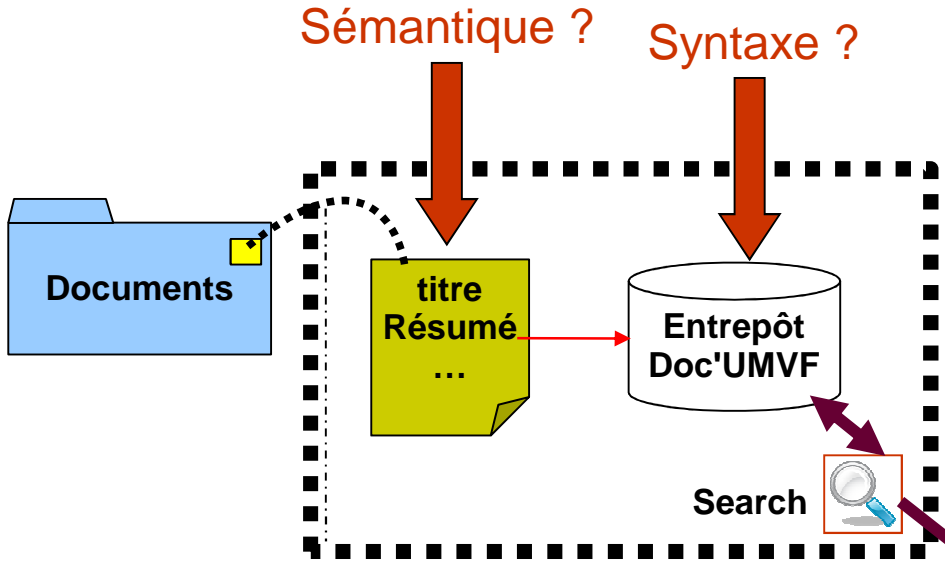 Sémantique ?
Syntaxe ?
Documents
titre
Résumé
…
Entrepôt
Doc'UMVF
Search